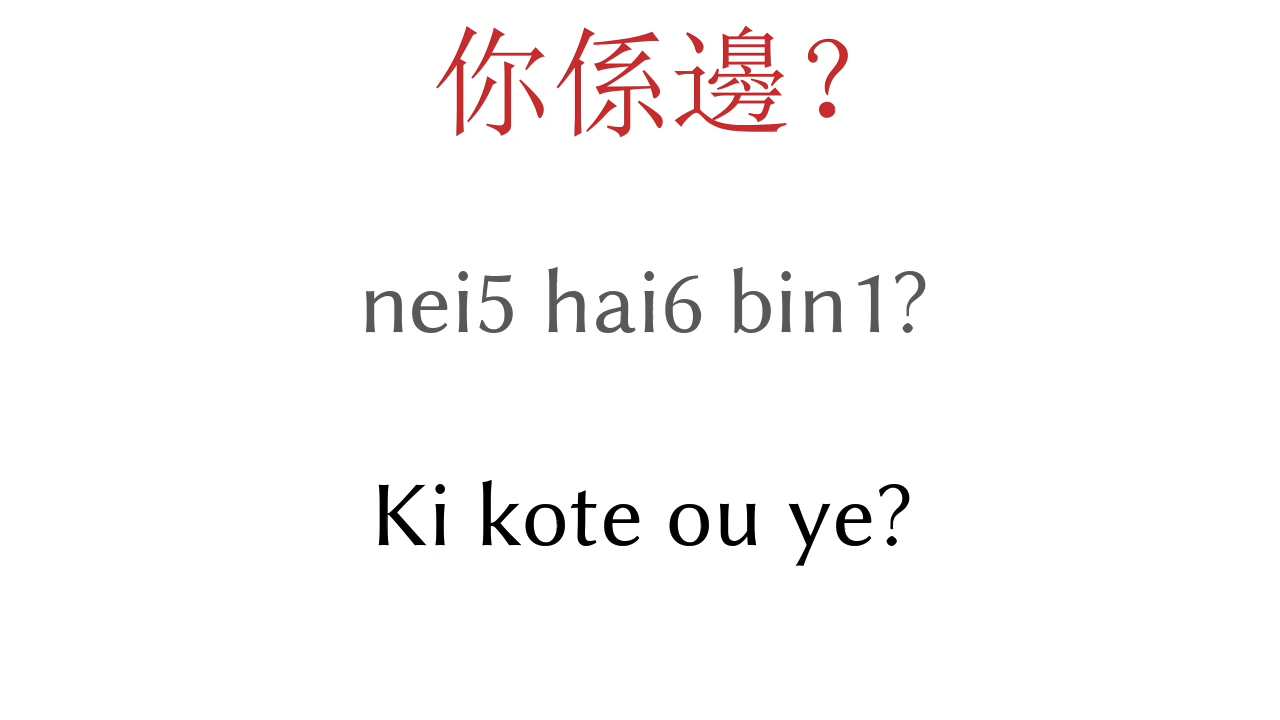 你係邊？
nei5 hai6 bin1?
Ki kote ou ye?